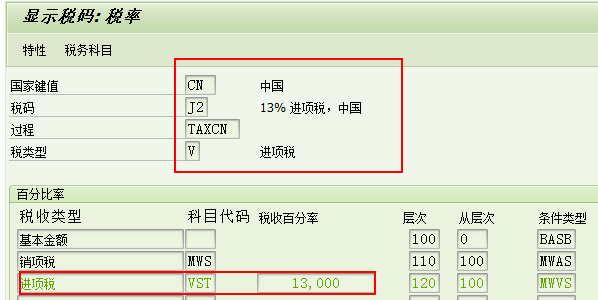 显示税码: 税率
特性 税务科目
国家键值 CN 中国
税码 J2 13% 进项税, 中国
过程 TAXCN
税类型 V 进项税
百分比率
税收类型 科目代码 税收百分率 层次 从层次 条件类型
基本金额 100 0 BASB
销项税 MWS 110 100 MWAS
进项税 VST 13,000 120 100 MWVS